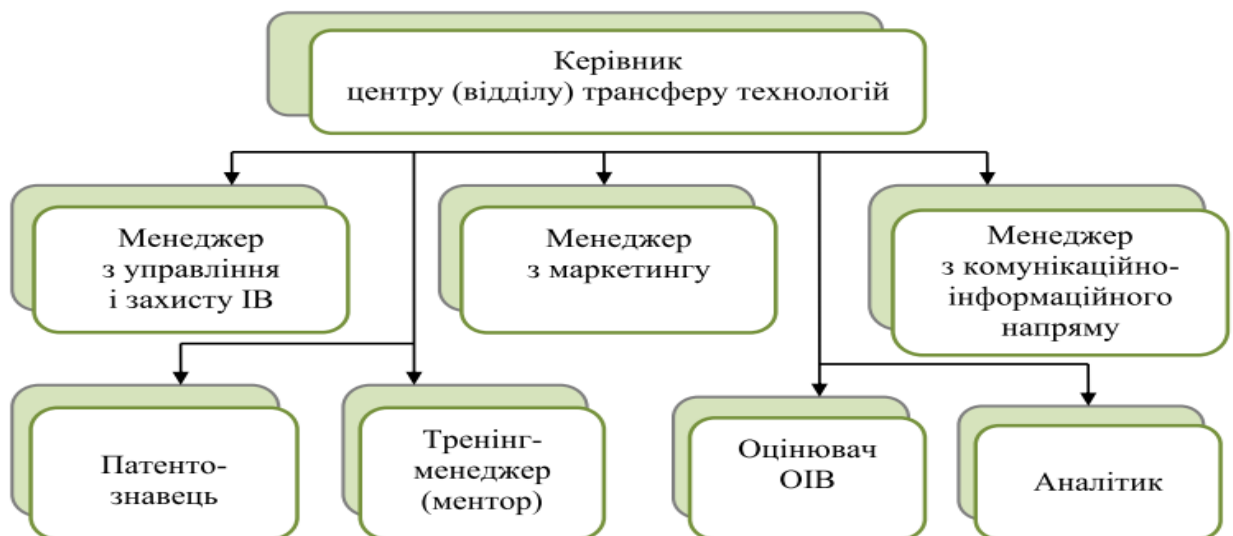 Керівник
центру (відділу) трансферу технологій
Менеджер
з управління
і захисту ІВ
Менеджер
з маркетингу
Менеджер
з комунікаційно-
інформаційного
напряму
Патенто-
знавець
Тренінг-
менеджер
(ментор)
Оцінювач
ОІВ
Аналітик